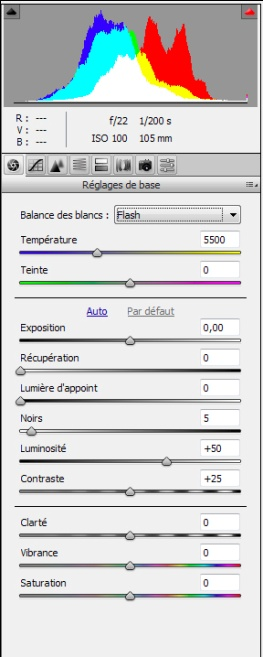 R : ---
V : ---
B : ---
f/22 1/200 s
ISO 100 105 mm
Réglages de base
Balance des blancs : Flash
Température 5500
Teinte 0
Auto Par défaut
Exposition 0,00
Récupération 0
Lumière d'appoint 0
Noirs 5
Luminosité +50
Contraste +25
Clarté 0
Vibrance 0
Saturation 0